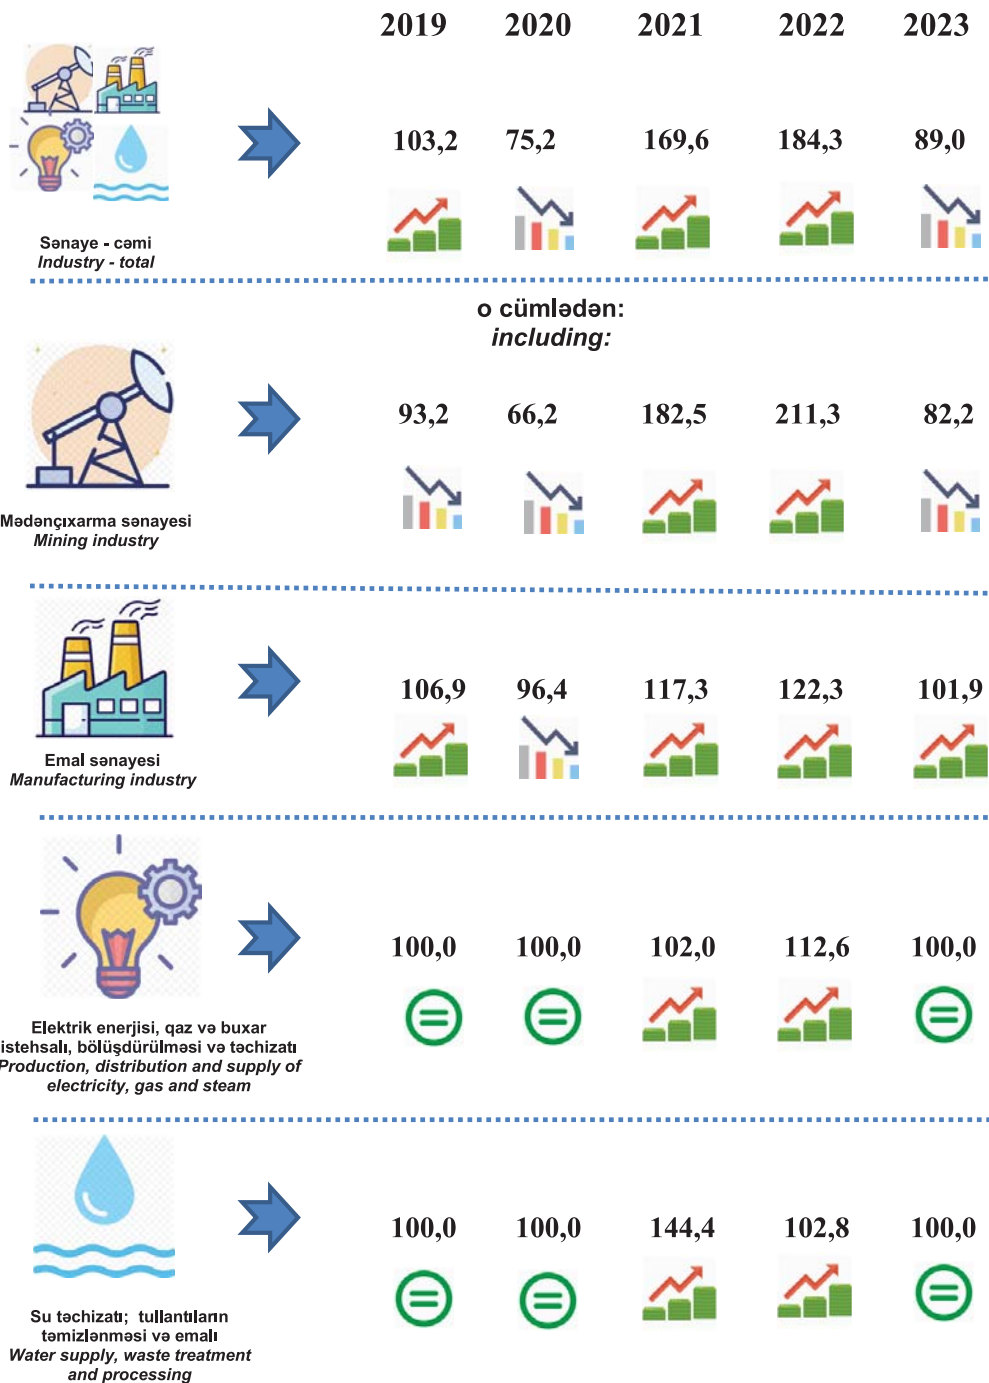 2019 2020 2021 2022 2023
103,2 75,2 169,6 184,3 89,0
Sənaye - cəmi
Industry - total
o cümlədən:
including:
93,2 66,2 182,5 211,3 82,2
Mədənçıxarma sənayesi
Mining industry
106,9 96,4 117,3 122,3 101,9
Emal sənayesi
Manufacturing industry
100,0 100,0 102,0 112,6 100,0
Elektrik enerjisi, qaz və buxar
istehsalı, bölüşdürülməsi və təchizatı
Production, distribution and supply of
electricity, gas and steam
100,0 100,0 144,4 102,8 100,0
Su təchizatı; tullantıların
təmizlənməsi və emalı
Water supply, waste treatment
and processing